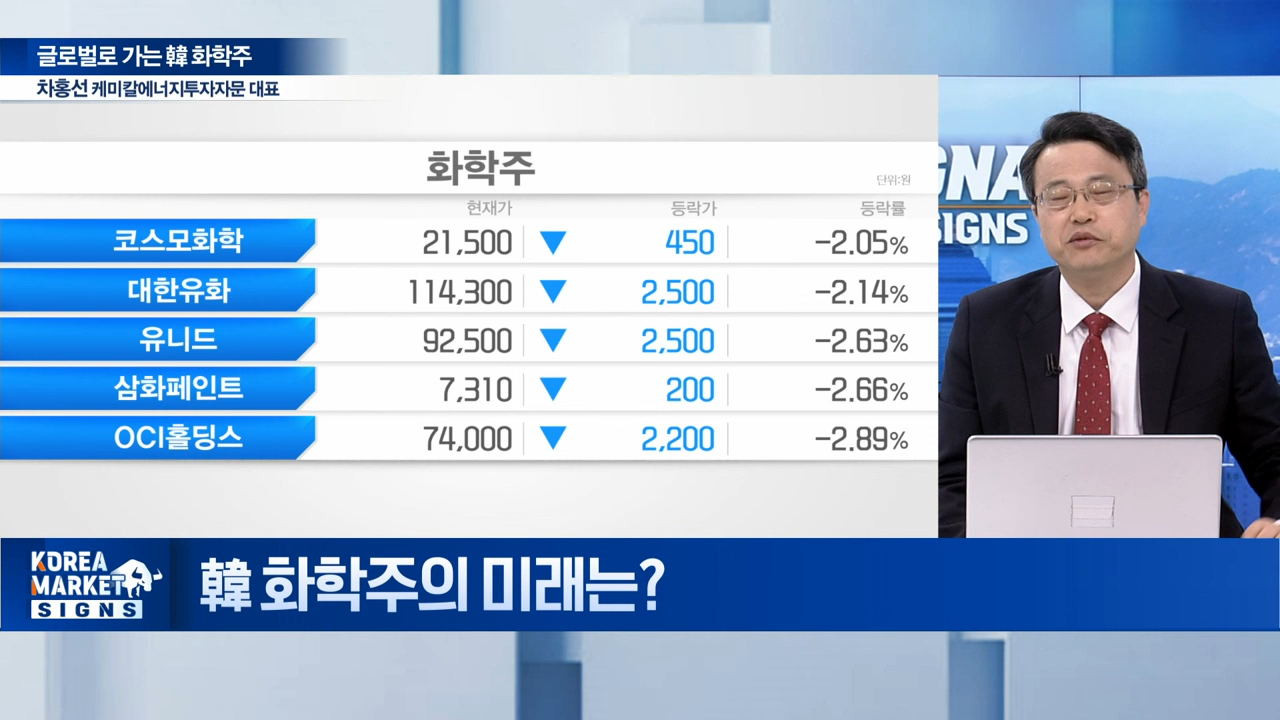 글로벌로 가는 韓 화학주
차홍선 케미칼에너지투자자문 대표
화학주
단위:원
현재가 등락가 등락률
코스모화학 21,500 ▼ 450 -2.05%
대한유화 114,300 ▼ 2,500 -2.14%
유니드 92,500 ▼ 2,500 -2.63%
삼화페인트 7,310 ▼ 200 -2.66%
OCI홀딩스 74,000 ▼ 2,200 -2.89%
GNA
SIGNS
KOREA
MARKET
SIGNS
韓 화학주의 미래는?